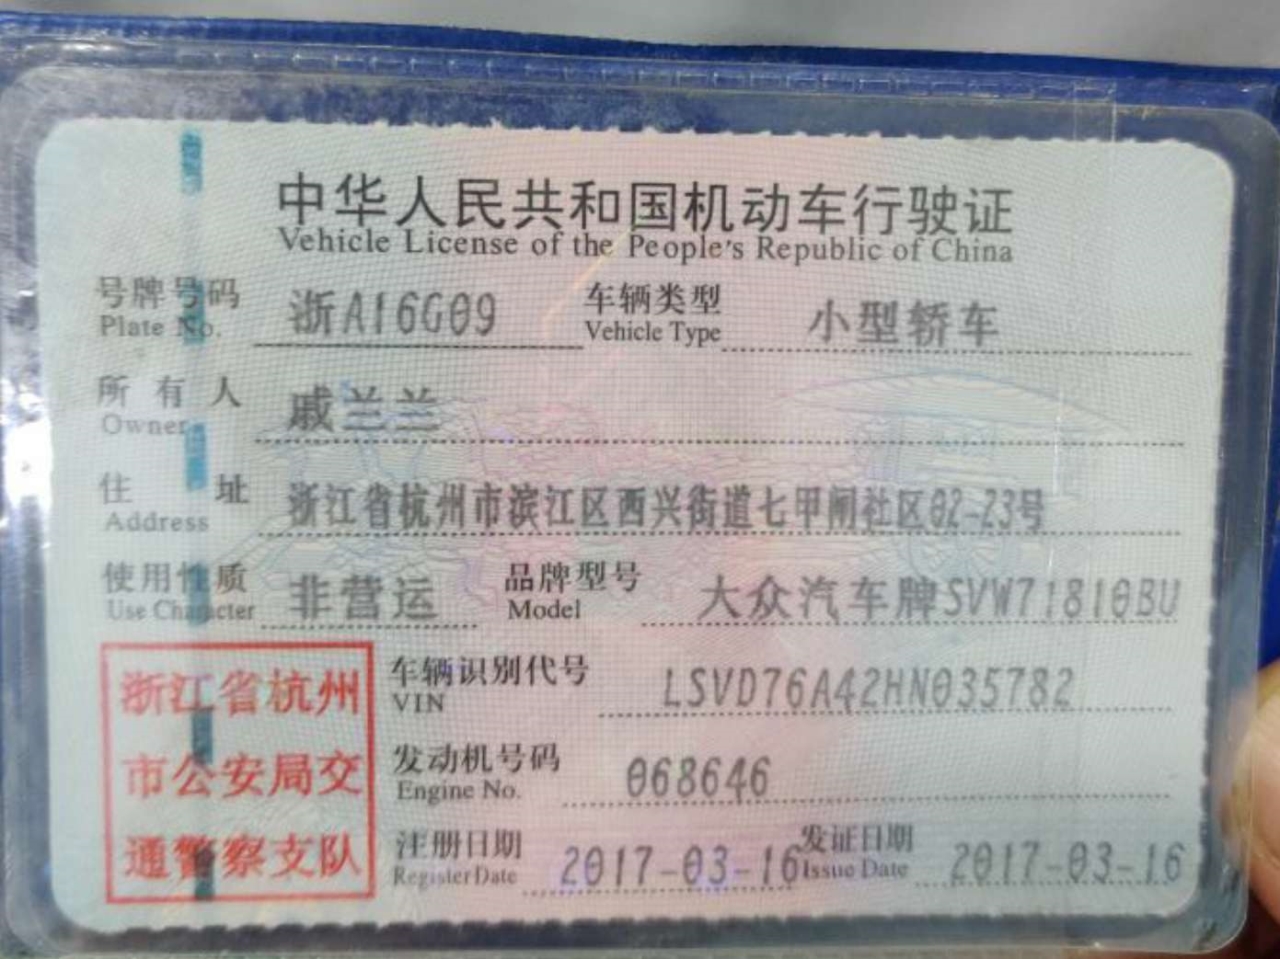 中华人民共和国机动车行驶证
Vehicle License of the People's Republic of China
号牌号码 浙A16G09 车辆类型 小型轿车
Plate No. Vehicle Type
所有人 戚兰兰
Owner
住址 浙江省杭州市滨江区西兴街道七甲闸社区02-23号
Address
使用性质 非营运 品牌型号 大众汽车牌SVW71810BU
Use Character Model
车辆识别代号 LSVD76A42HN035782
VIN
发动机号码 068646
Engine No.
注册日期 2017-03-16 发证日期 2017-03-16
Register Date Issue Date
浙江省杭州
市公安局交
通警察支队